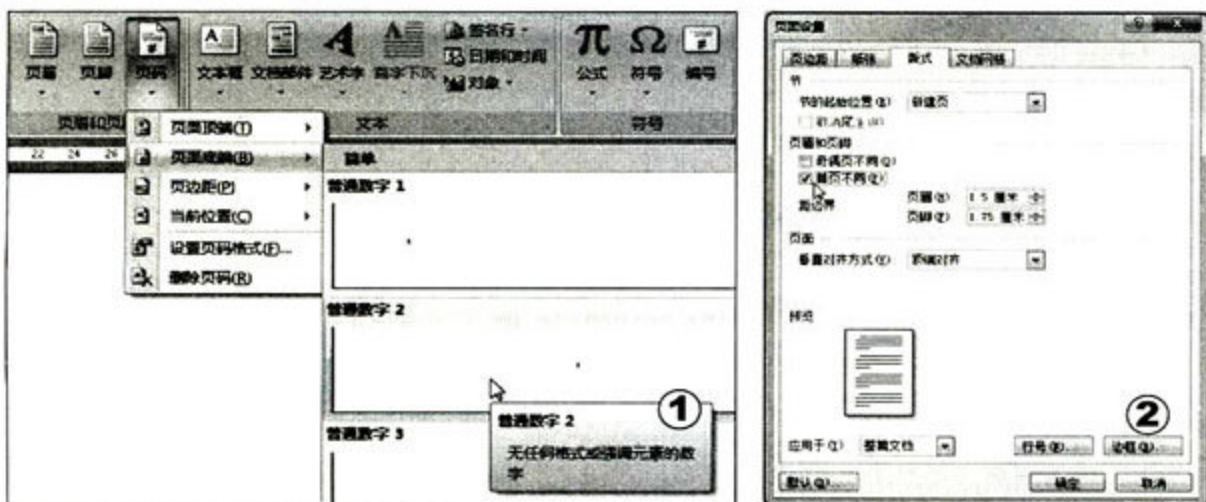 页眉
页脚
页码
文本框 文档部件 艺术字 首字下沉
签名行
日期和时间
对象
公式 符号 编号
文本
符号
22 24 26
页面顶端(T)
页面底端(B)
页边距(P)
当前位置(C)
设置页码格式(F)...
删除页码(R)
简单
普通数字 1
普通数字 2
普通数字 3
普通数字 2
无任何格式或强调元素的数
字
①
页面设置
页边距 纸张 版式 文档网格
节
节的起始位置(R) 新建页
页眉和页脚
奇偶页不同(O)
首页不同(P)
距边界
页眉(H) 1.5 厘米
页脚(F) 1.75 厘米
页面
垂直对齐方式(V) 顶端对齐
预览
②
应用于(Y) 整篇文档 行号(N)... 边框(B)...
默认(D)... 确定 取消